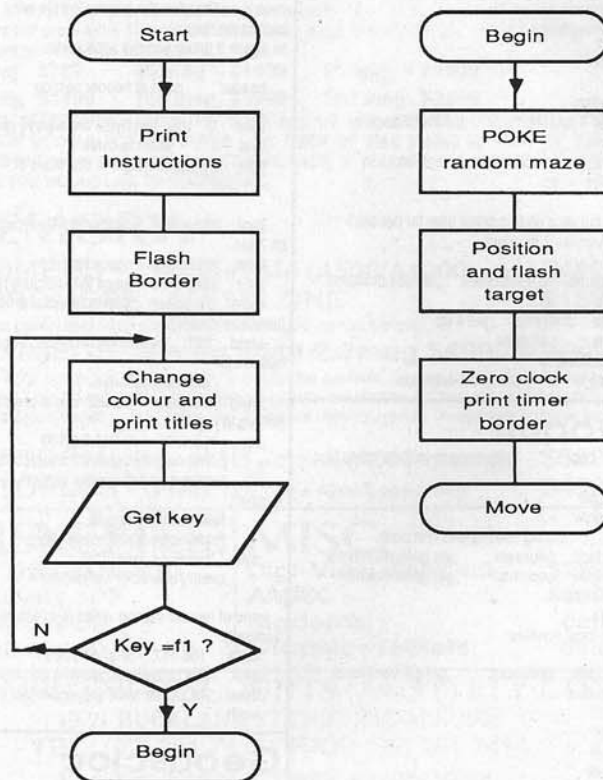 Start
Print
Instructions
Flash
Border
Change
colour and
print titles
Get key
N
Key =f1 ?
Y
Begin
Begin
POKE
random maze
Position
and flash
target
Zero clock
print timer
border
Move